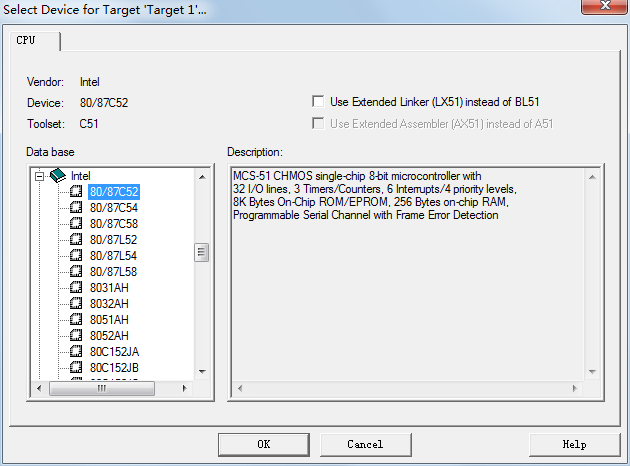 Select Device for Target 'Target 1'...
CPU
Vendor: Intel
Device: 80/87C52
Toolset: C51
Use Extended Linker (LX51) instead of BL51
Use Extended Assembler (AX51) instead of A51
Data base
Intel
80/87C52
80/87C54
80/87C58
80/87L52
80/87L54
80/87L58
8031AH
8032AH
8051AH
8052AH
80C152JA
80C152JB
Description:
MCS-51 CHMOS single-chip 8-bit microcontroller with
32 I/O lines, 3 Timers/Counters, 6 Interrupts/4 priority levels,
8K Bytes On-Chip ROM/EPROM, 256 Bytes on-chip RAM,
Programmable Serial Channel with Frame Error Detection
OK
Cancel
Help